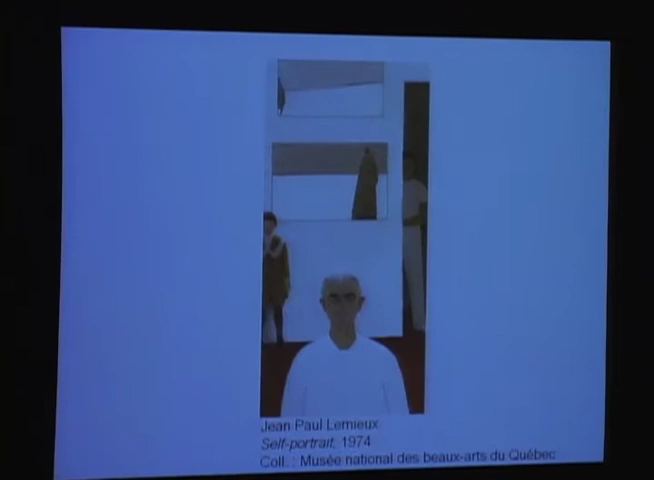 Jean Paul Lemieux
Self-portrait, 1974
Coll. : Musée national des beaux-arts du Québec